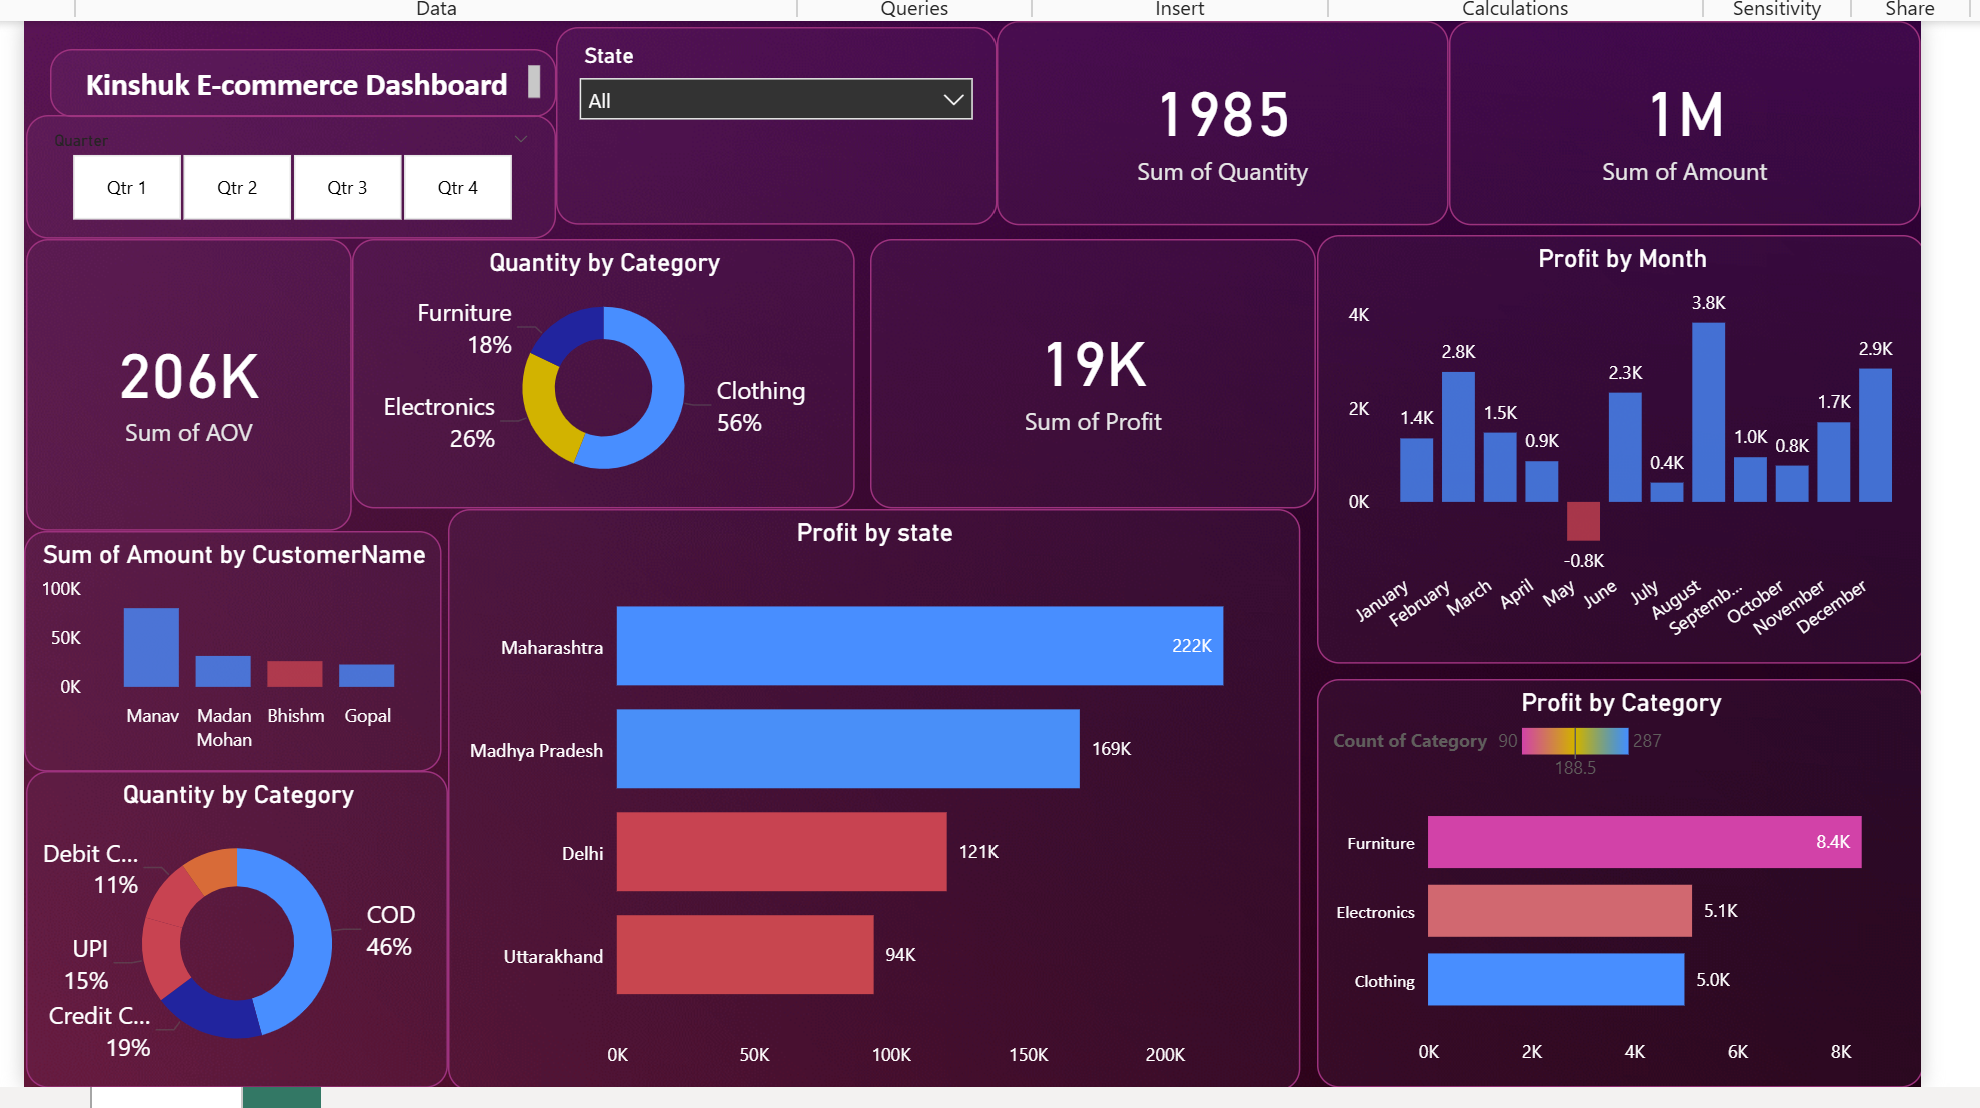 Data
Queries
Insert
Calculations
Sensitivity
Share
Kinshuk E-commerce Dashboard
State
All
1985
Sum of Quantity
1M
Sum of Amount
Quarter
Qtr 1
Qtr 2
Qtr 3
Qtr 4
206K
Sum of AOV
Quantity by Category
Furniture
18%
Electronics
26%
Clothing
56%
19K
Sum of Profit
Profit by Month
4K
2K
0K
1.4K
2.8K
1.5K
0.9K
-0.8K
2.3K
0.4K
3.8K
1.0K
0.8K
1.7K
2.9K
January
February
March
April
May
June
July
August
Septemb...
October
November
December
Sum of Amount by CustomerName
100K
50K
0K
Manav
Madan
Mohan
Bhishm
Gopal
Profit by state
Maharashtra
222K
Madhya Pradesh
169K
Delhi
121K
Uttarakhand
94K
0K
50K
100K
150K
200K
Quantity by Category
Debit C...
11%
UPI
15%
Credit C...
19%
COD
46%
Profit by Category
Count of Category
90
287
188.5
Furniture
8.4K
Electronics
5.1K
Clothing
5.0K
0K
2K
4K
6K
8K